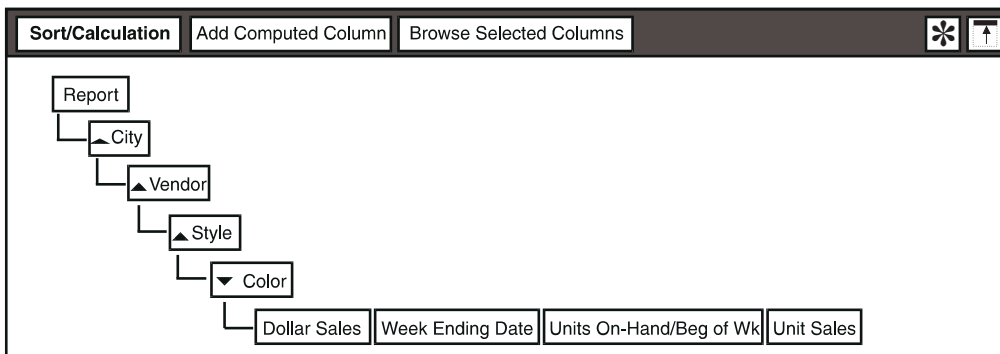 Sort/Calculation Add Computed Column Browse Selected Columns
Report
City
Vendor
Style
Color
Dollar Sales Week Ending Date Units On-Hand/Beg of Wk Unit Sales